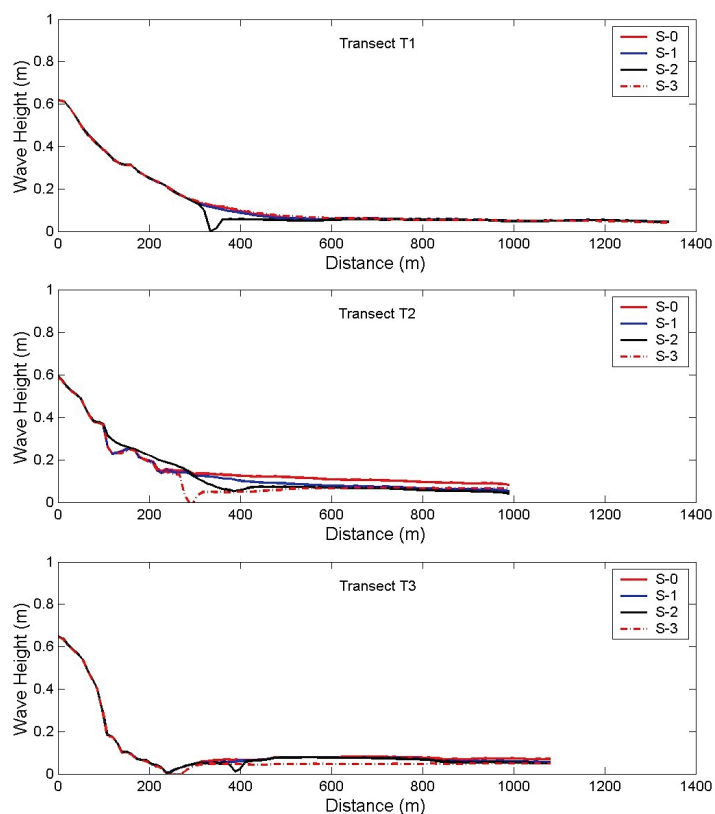 Transect T1
S-0
S-1
S-2
S-3
Wave Height (m)
1
0.8
0.6
0.4
0.2
0
0 200 400 600 800 1000 1200 1400
Distance (m)
Transect T2
S-0
S-1
S-2
S-3
Wave Height (m)
1
0.8
0.6
0.4
0.2
0
0 200 400 600 800 1000 1200 1400
Distance (m)
Transect T3
S-0
S-1
S-2
S-3
Wave Height (m)
1
0.8
0.6
0.4
0.2
0
0 200 400 600 800 1000 1200 1400
Distance (m)